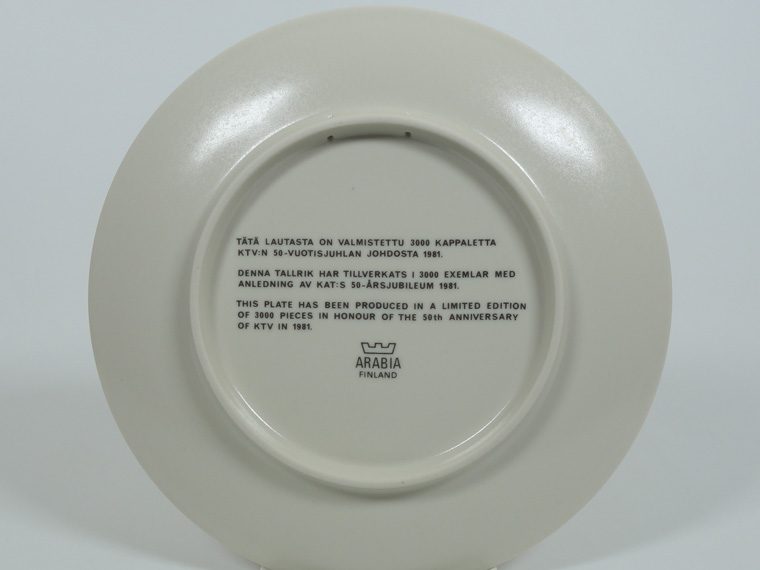 TÄTÄ LAUTASTA ON VALMISTETTU 3000 KAPPALETTA
KTV:N 50-VUOTISJUHLAN JOHDOSTA 1981.
DENNA TALLRIK HAR TILLVERKATS I 3000 EXEMLAR MED
ANLEDNING AV KAT:S 50-ÅRSJUBILEUM 1981.
THIS PLATE HAS BEEN PRODUCED IN A LIMITED EDITION
OF 3000 PIECES IN HONOUR OF THE 50th ANNIVERSARY
OF KTV IN 1981.
ARABIA
FINLAND